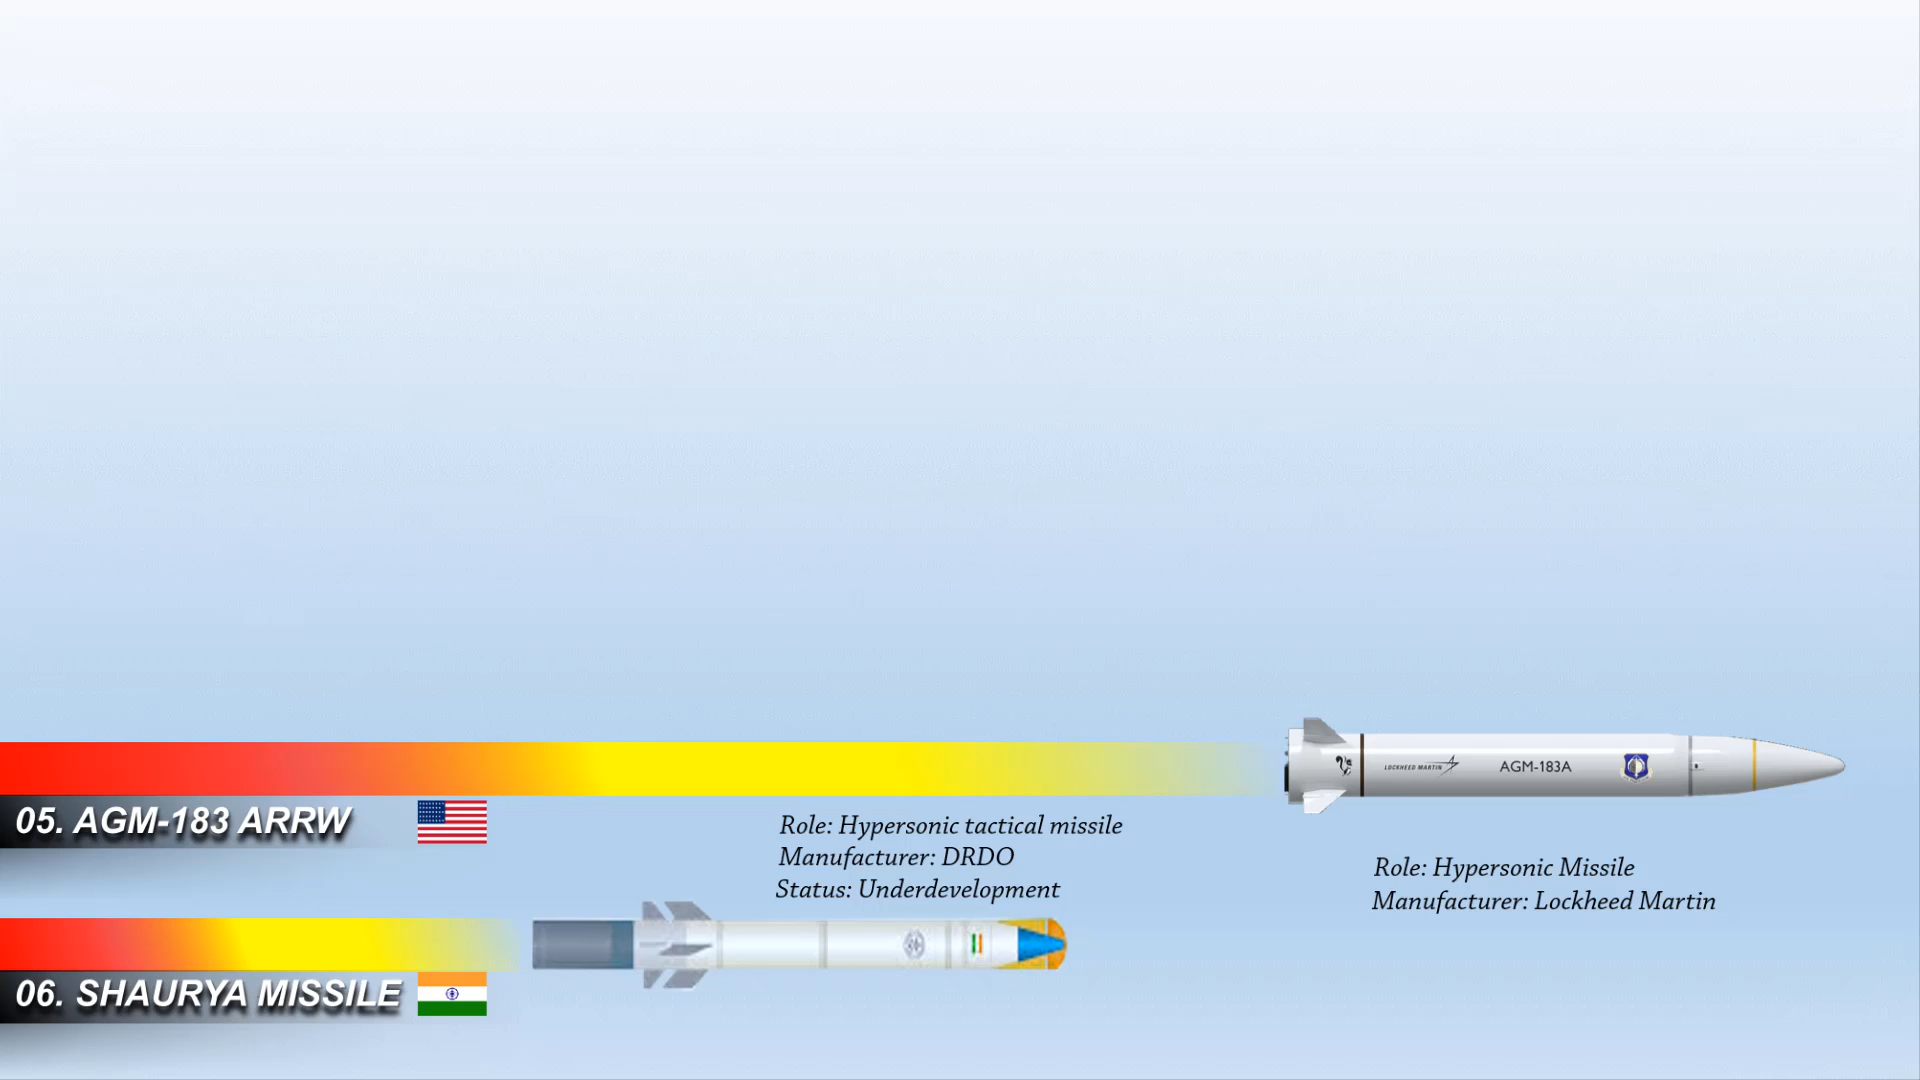 LOCKHEED MARTIN
AGM-183A
05. AGM-183 ARRW
Role: Hypersonic tactical missile
Manufacturer: DRDO
Status: Underdevelopment
Role: Hypersonic Missile
Manufacturer: Lockheed Martin
06. SHAURYA MISSILE